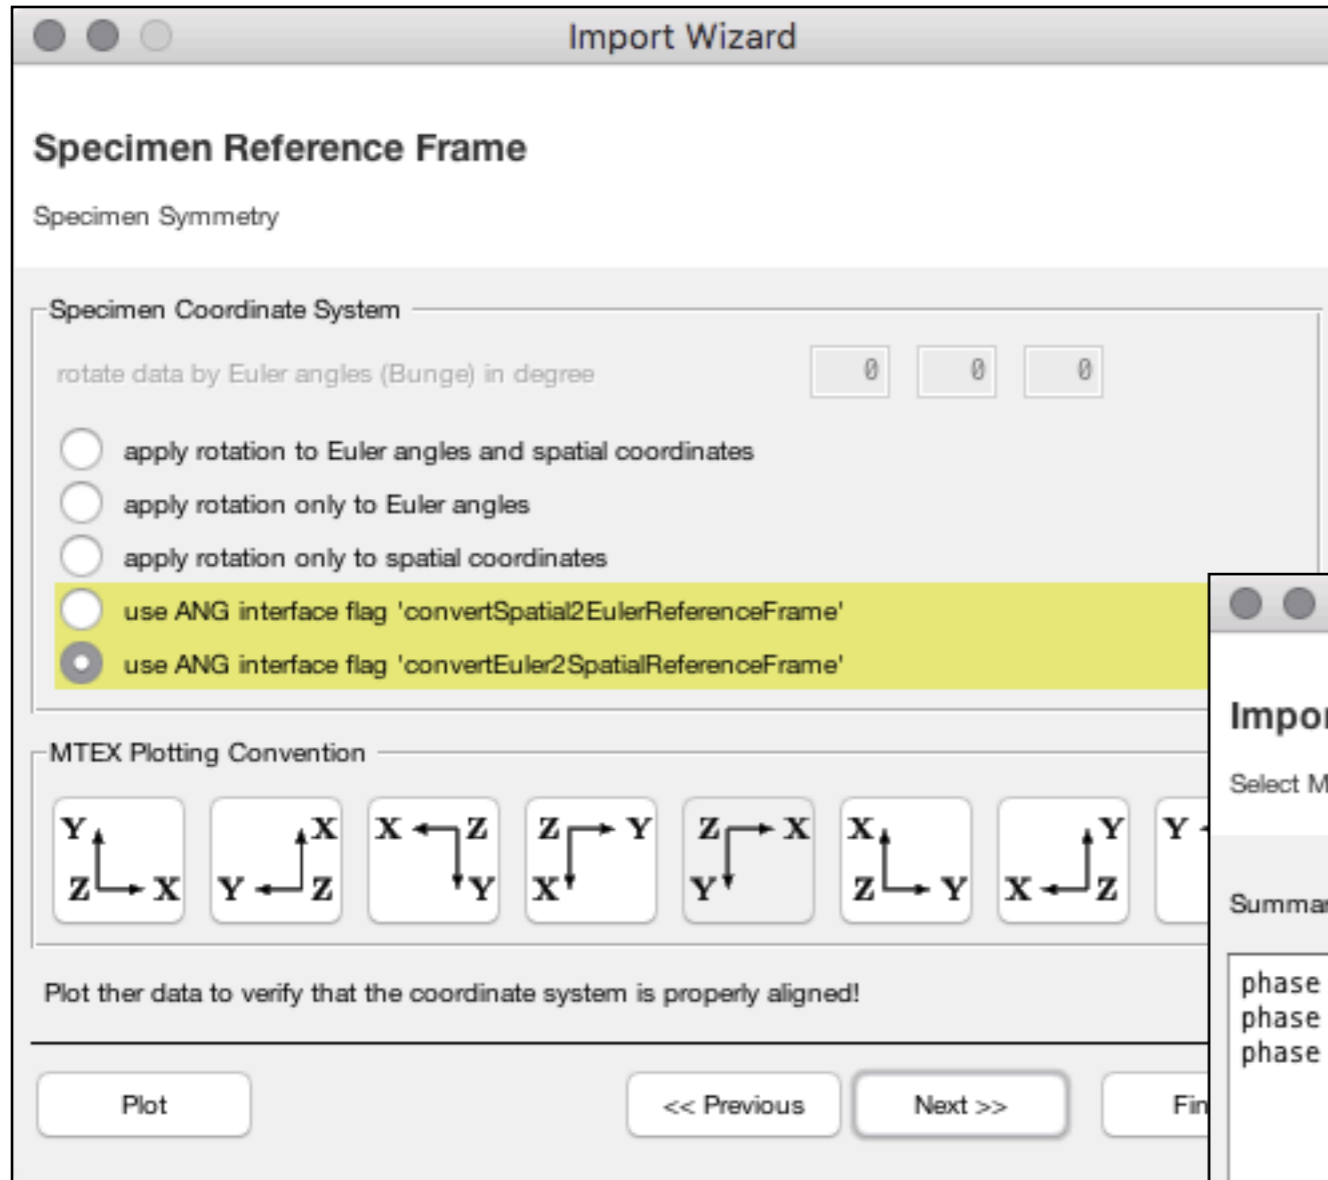 Import Wizard
Specimen Reference Frame
Specimen Symmetry
Specimen Coordinate System
rotate data by Euler angles (Bunge) in degree 0 0 0
apply rotation to Euler angles and spatial coordinates
apply rotation only to Euler angles
apply rotation only to spatial coordinates
use ANG interface flag 'convertSpatial2EulerReferenceFrame'
use ANG interface flag 'convertEuler2SpatialReferenceFrame'
MTEX Plotting Convention
Y X X Z Z Y Z X X Y Y
Z X Y Z Y X Y Z Y X Z
Plot ther data to verify that the coordinate system is properly aligned!
Plot << Previous Next >> Fin
Impor
Select M
Summar
phase
phase
phase